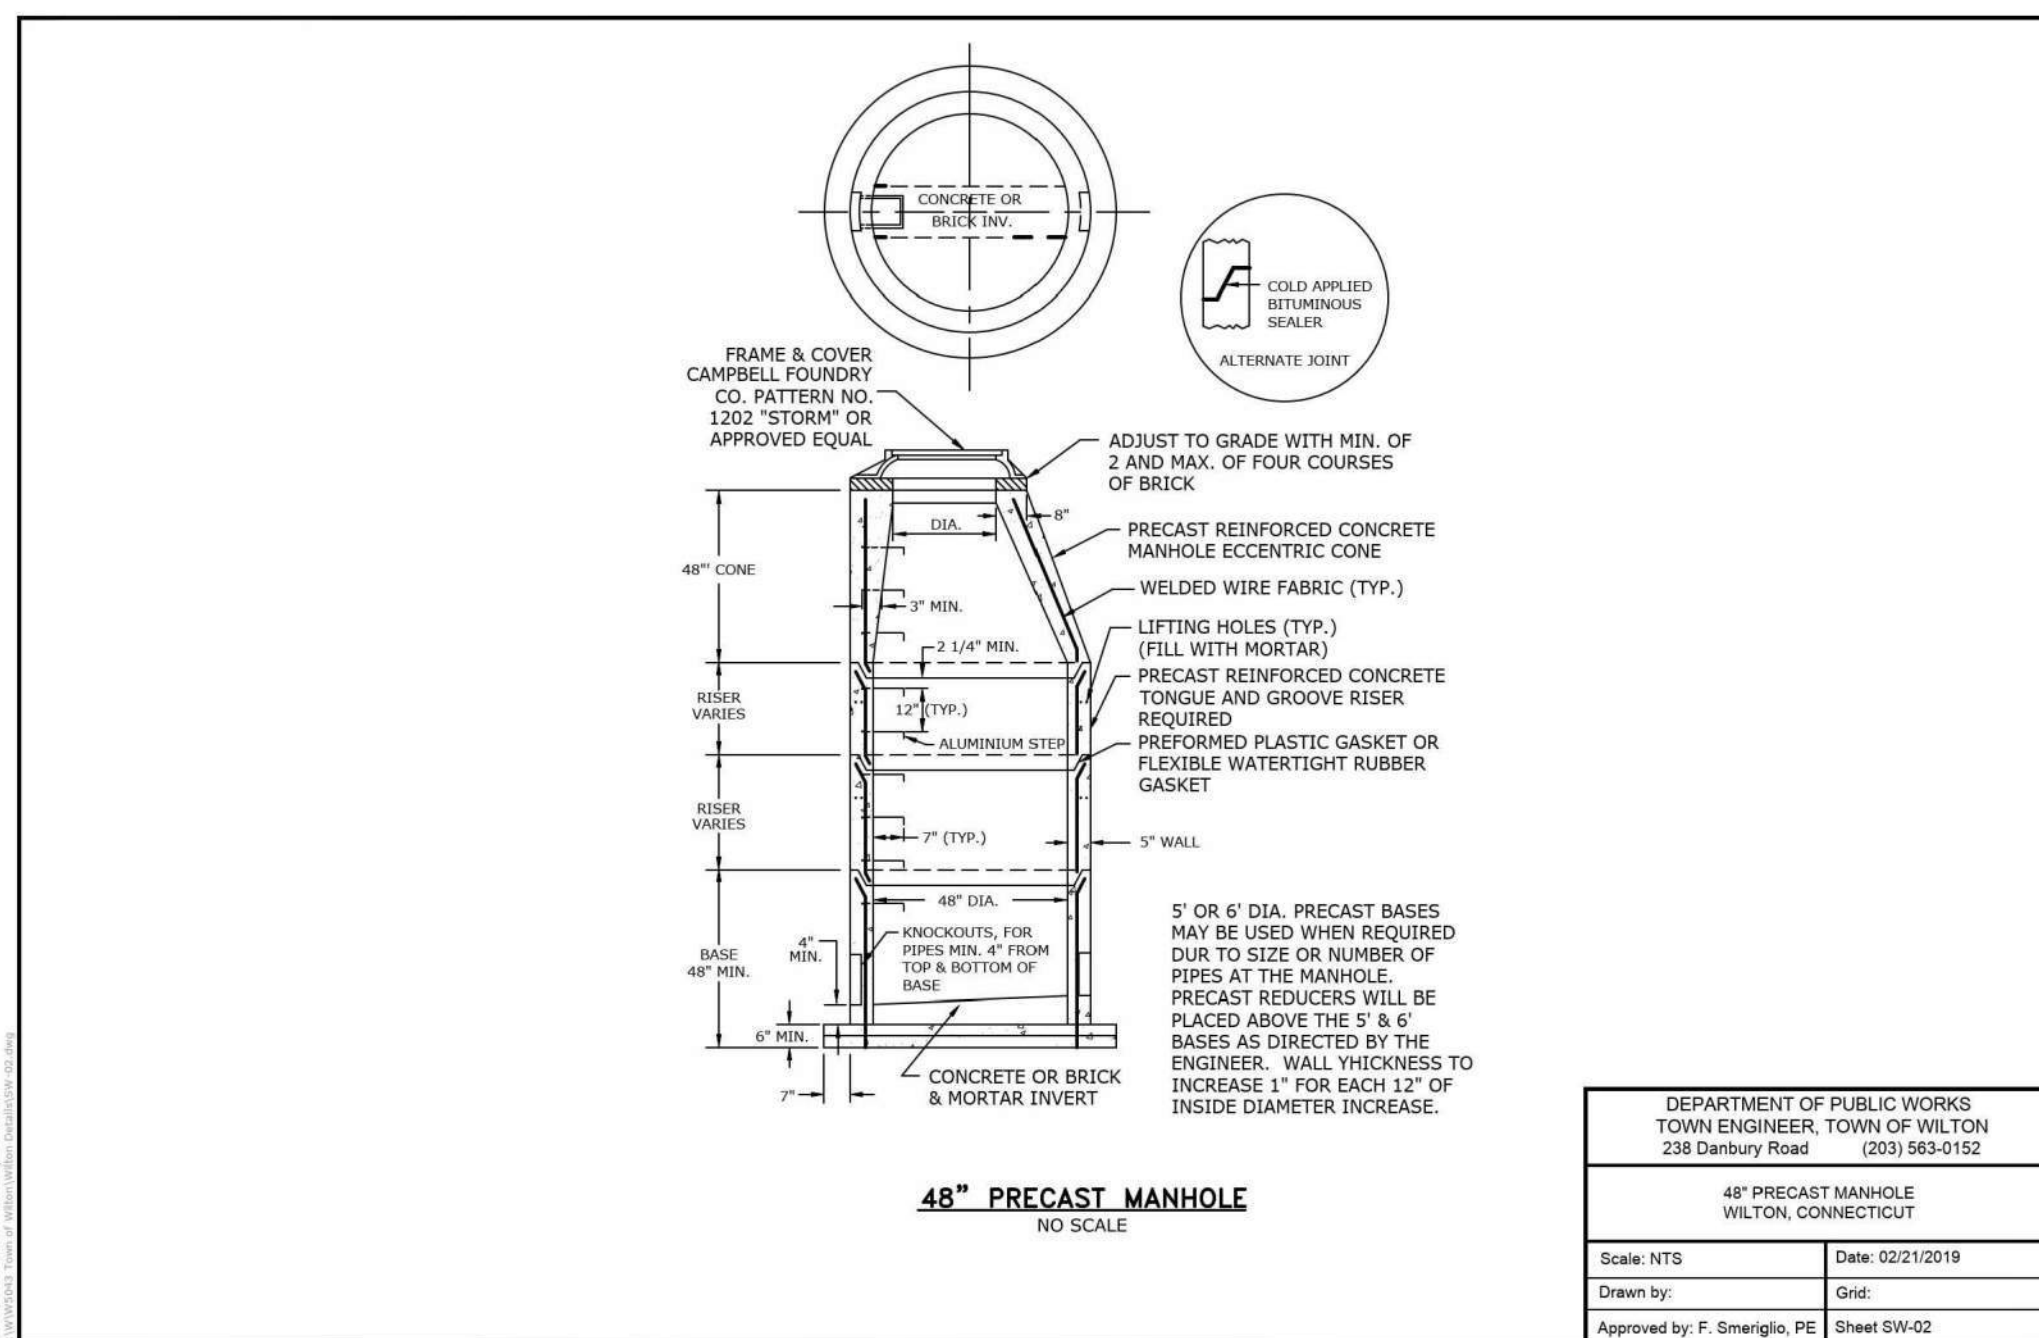 CONCRETE OR
BRICK INV.
COLD APPLIED
BITUMINOUS
SEALER
ALTERNATE JOINT
FRAME & COVER
CAMPBELL FOUNDRY
CO. PATTERN NO.
1202 "STORM" OR
APPROVED EQUAL
ADJUST TO GRADE WITH MIN. OF
2 AND MAX. OF FOUR COURSES
OF BRICK
8"
DIA.
PRECAST REINFORCED CONCRETE
MANHOLE ECCENTRIC CONE
48"' CONE
WELDED WIRE FABRIC (TYP.)
3" MIN.
LIFTING HOLES (TYP.)
(FILL WITH MORTAR)
2 1/4" MIN.
PRECAST REINFORCED CONCRETE
TONGUE AND GROOVE RISER
REQUIRED
RISER
VARIES
12" (TYP.)
ALUMINIUM STEP
PREFORMED PLASTIC GASKET OR
FLEXIBLE WATERTIGHT RUBBER
GASKET
RISER
VARIES
7" (TYP.)
5" WALL
48" DIA.
KNOCKOUTS, FOR
PIPES MIN. 4" FROM
TOP & BOTTOM OF
BASE
4"
MIN.
BASE
48" MIN.
6" MIN.
7"
CONCRETE OR BRICK
& MORTAR INVERT
5' OR 6' DIA. PRECAST BASES
MAY BE USED WHEN REQUIRED
DUR TO SIZE OR NUMBER OF
PIPES AT THE MANHOLE.
PRECAST REDUCERS WILL BE
PLACED ABOVE THE 5' & 6'
BASES AS DIRECTED BY THE
ENGINEER. WALL YHICKNESS TO
INCREASE 1" FOR EACH 12" OF
INSIDE DIAMETER INCREASE.
48” PRECAST MANHOLE
NO SCALE
DEPARTMENT OF PUBLIC WORKS
TOWN ENGINEER, TOWN OF WILTON
238 Danbury Road (203) 563-0152
48" PRECAST MANHOLE
WILTON, CONNECTICUT
Scale: NTS
Date: 02/21/2019
Drawn by:
Grid:
Approved by: F. Smeriglio, PE
Sheet SW-02
\W\W5043 Town of Wilton\Wilton Details\SW-02.dwg